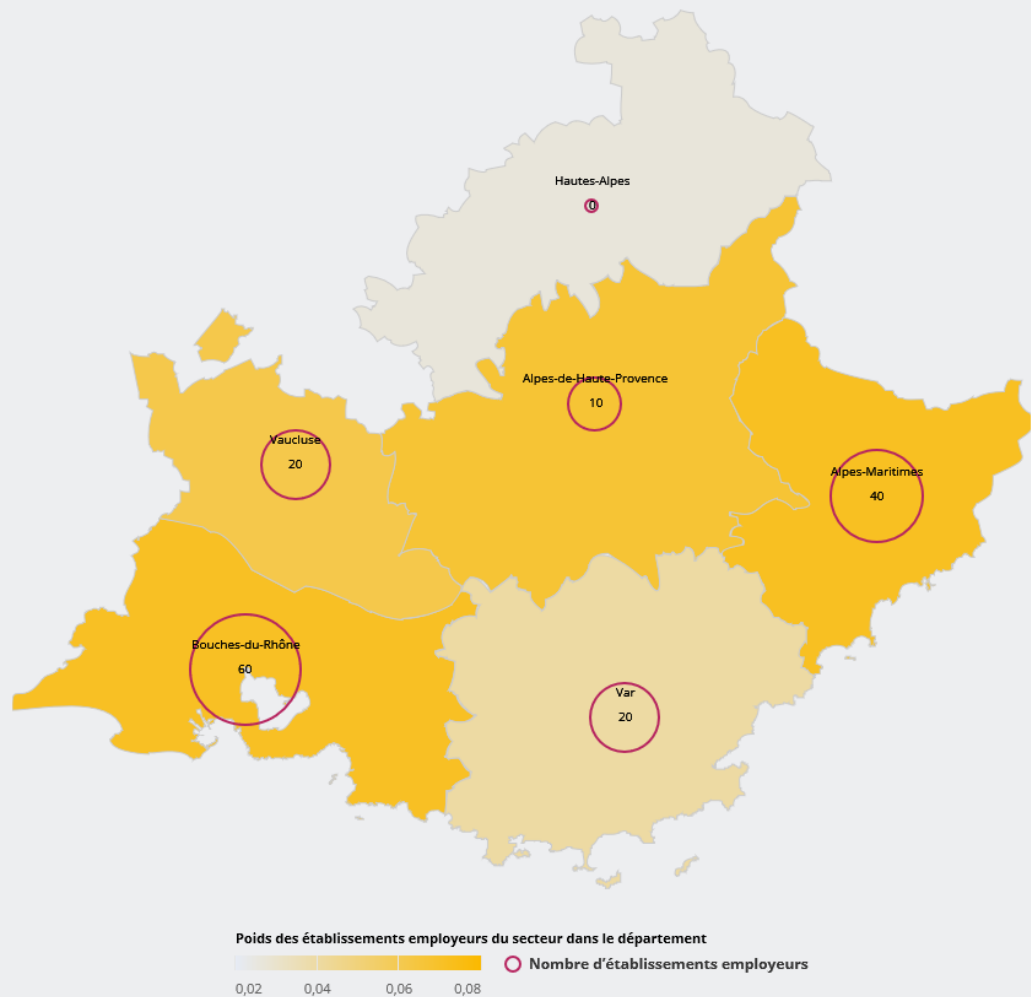 Hautes-Alpes
0
Alpes-de-Haute-Provence
10
Vaucluse
20
Alpes-Maritimes
40
Bouches-du-Rhône
60
Var
20
Poids des établissements employeurs du secteur dans le département
Nombre d'établissements employeurs
0,02 0,04 0,06 0,08